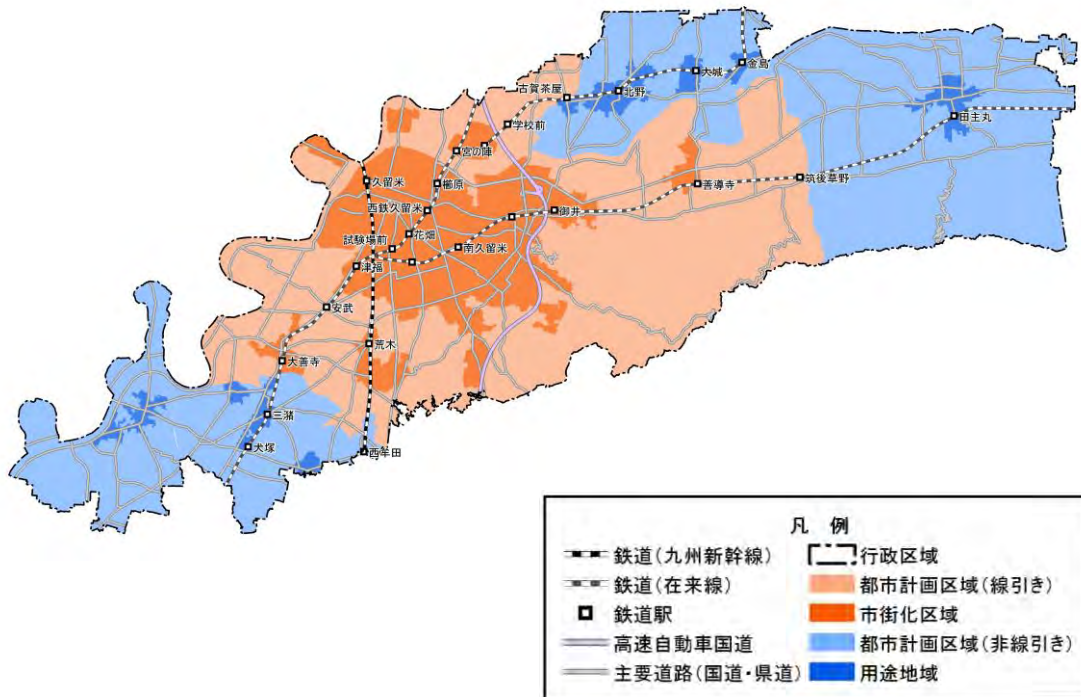 金島
大城
北野
古賀茶屋
田主丸
学校前
宮の陣
筑後草野
久留米
櫛原
善導寺
西鉄久留米
御井
花畑
試験場前
南久留米
津福
安武
荒木
大善寺
三潴
犬塚
西牟田
凡 例
鉄道(九州新幹線)
行政区域
鉄道(在来線)
都市計画区域(線引き)
鉄道駅
市街化区域
高速自動車国道
都市計画区域(非線引き)
主要道路(国道・県道)
用途地域